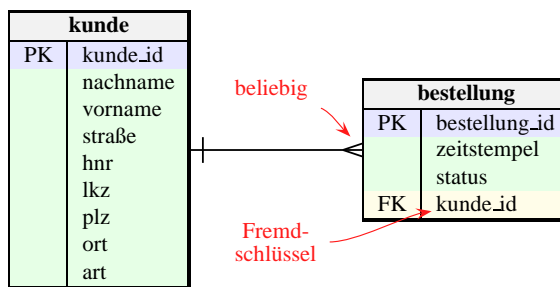 kunde
PK kunde_id
nachname
vorname
straße
hnr
lkz
plz
ort
art
beliebig
bestellung
PK bestellung_id
zeitstempel
status
FK kunde_id
Fremd-
schlüssel